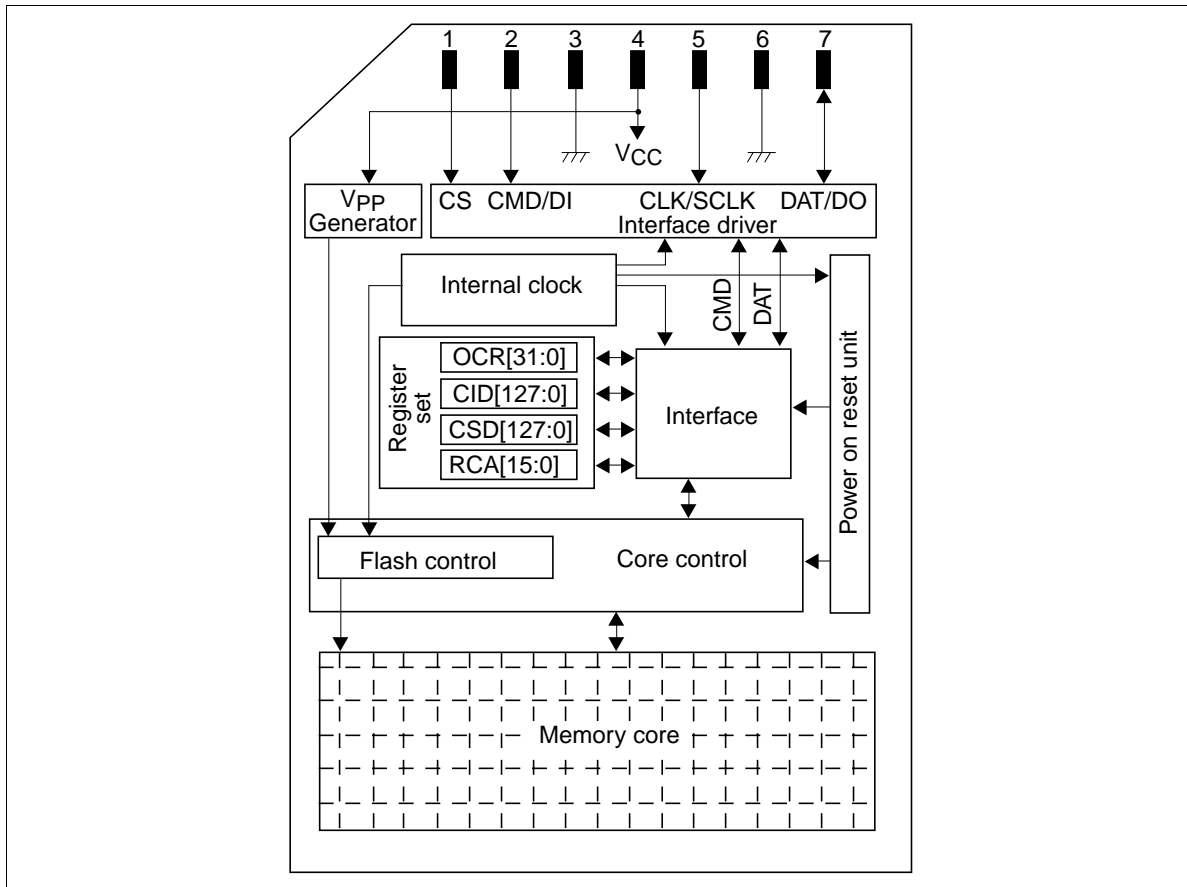 1 2 3 4 5 6 7
VCC
VPP
Generator
CS CMD/DI CLK/SCLK DAT/DO
Interface driver
Internal clock
CMD
DAT
Register
set
OCR[31:0]
CID[127:0]
CSD[127:0]
RCA[15:0]
Interface
Power on reset unit
Flash control
Core control
Memory core